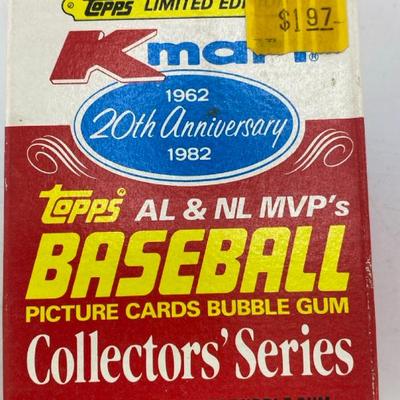 Topps LIMITED EDI
$1.97
Kmart®
1962
20th Anniversary
1982
Topps® AL & NL MVP's
BASEBALL
PICTURE CARDS BUBBLE GUM
Collectors' Series